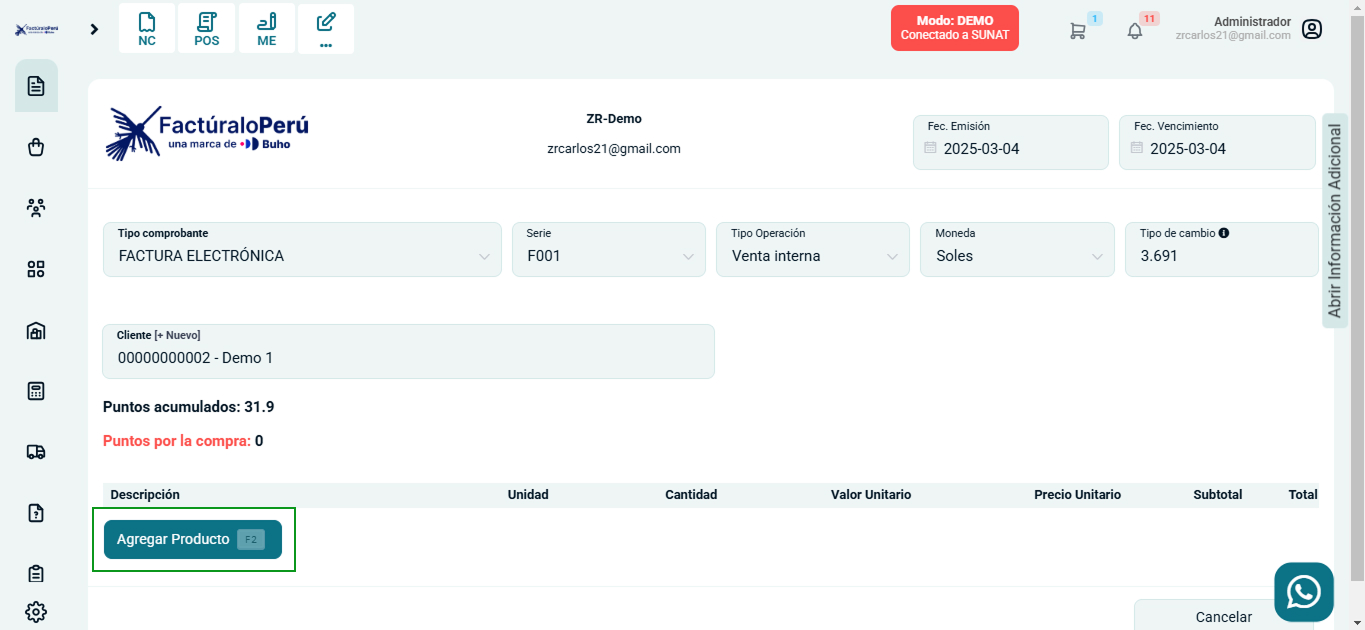 FactúraloPerú
NC
POS
ME
...
Modo: DEMO
Conectado a SUNAT
1
11
Administrador
zrcarlos21@gmail.com
FactúraloPerú
una marca de Buho
ZR-Demo
zrcarlos21@gmail.com
Fec. Emisión
2025-03-04
Fec. Vencimiento
2025-03-04
Abrir Información Adicional
Tipo comprobante
FACTURA ELECTRÓNICA
Serie
F001
Tipo Operación
Venta interna
Moneda
Soles
Tipo de cambio
3.691
Cliente [+ Nuevo]
00000000002 - Demo 1
Puntos acumulados: 31.9
Puntos por la compra: 0
Descripción Unidad Cantidad Valor Unitario Precio Unitario Subtotal Total
Agregar Producto F2
Cancelar